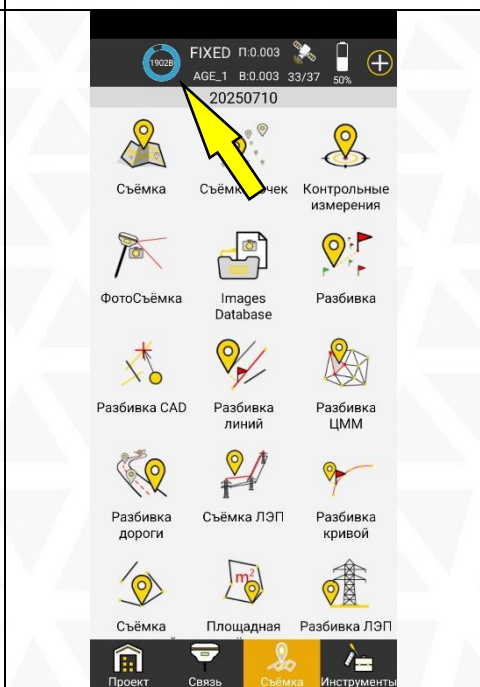 1902B
FIXED П:0.003
AGE_1 В:0.003 33/37 50%
20250710
Съёмка
Контрольные измерения
ФотоСъёмка
Images Database
Разбивка
Разбивка CAD
Разбивка линий
Разбивка ЦММ
Разбивка дороги
Съёмка ЛЭП
Разбивка кривой
m²
Съёмка
Площадная
Разбивка ЛЭП
Проект
Связь
Съёмка
Инструменты